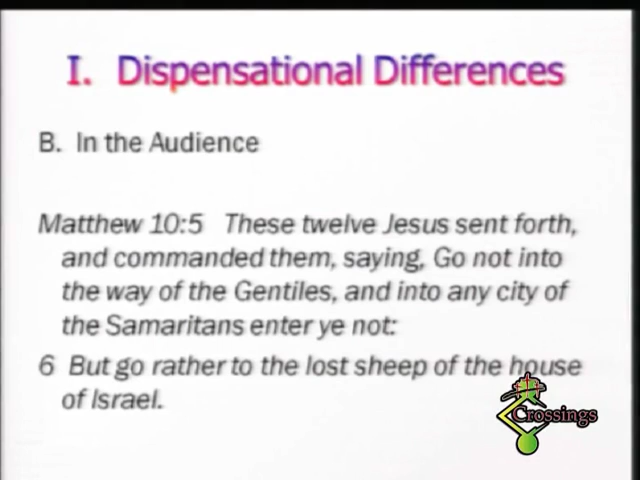 I. Dispensational Differences
B. In the Audience
Matthew 10:5 These twelve Jesus sent forth,
and commanded them, saying, Go not into
the way of the Gentiles, and into any city of
the Samaritans enter ye not:
6 But go rather to the lost sheep of the house
of Israel.
Crossings